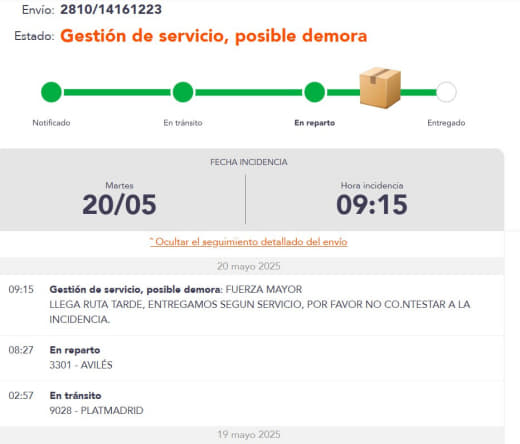 Envío: 2810/14161223
Estado: Gestión de servicio, posible demora
Notificado
En tránsito
En reparto
Entregado
FECHA INCIDENCIA
Martes
20/05
Hora incidencia
09:15
^ Ocultar el seguimiento detallado del envío
20 mayo 2025
09:15 Gestión de servicio, posible demora: FUERZA MAYOR
LLEGA RUTA TARDE, ENTREGAMOS SEGUN SERVICIO, POR FAVOR NO CO.NTESTAR A LA
INCIDENCIA.
08:27 En reparto
3301 - AVILÉS
02:57 En tránsito
9028 - PLATMADRID
19 mayo 2025